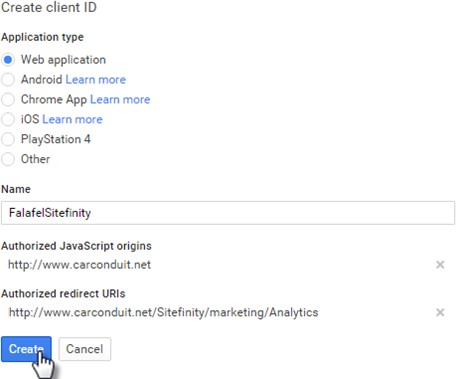 Create client ID
Application type
Web application
Android Learn more
Chrome App Learn more
iOS Learn more
PlayStation 4
Other
Name
FalafelSitefinity
Authorized JavaScript origins
http://www.carconduit.net
Authorized redirect URIs
http://www.carconduit.net/Sitefinity/marketing/Analytics
Create Cancel